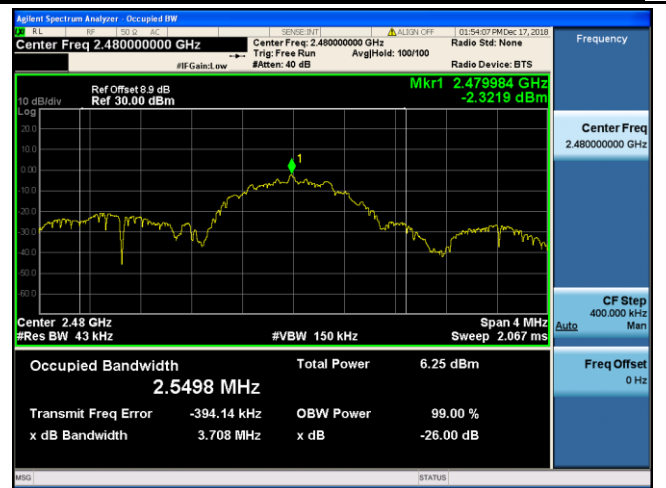 Agilent Spectrum Analyzer - Occupied BW
RL RF 50 Ω AC SENSE:INT ALIGN OFF 01:54:07 PM Dec 17, 2018
Center Freq 2.480000000 GHz
Center Freq: 2.480000000 GHz Radio Std: None
Trig: Free Run Avg|Hold: 100/100
#IFGain:Low #Atten: 40 dB Radio Device: BTS
Frequency
Ref Offset 8.9 dB
10 dB/div Ref 30.00 dBm
Mkr1 2.479984 GHz
-2.3219 dBm
Log
20.0
10.0
0.00
-10.0
-20.0
-30.0
-40.0
-50.0
-60.0
1
Center 2.48 GHz Span 4 MHz
#Res BW 43 kHz #VBW 150 kHz Sweep 2.067 ms
Occupied Bandwidth Total Power 6.25 dBm
2.5498 MHz
Transmit Freq Error -394.14 kHz OBW Power 99.00 %
x dB Bandwidth 3.708 MHz x dB -26.00 dB
Center Freq
2.480000000 GHz
CF Step
400.000 kHz
Auto Man
Freq Offset
0 Hz
MSG STATUS